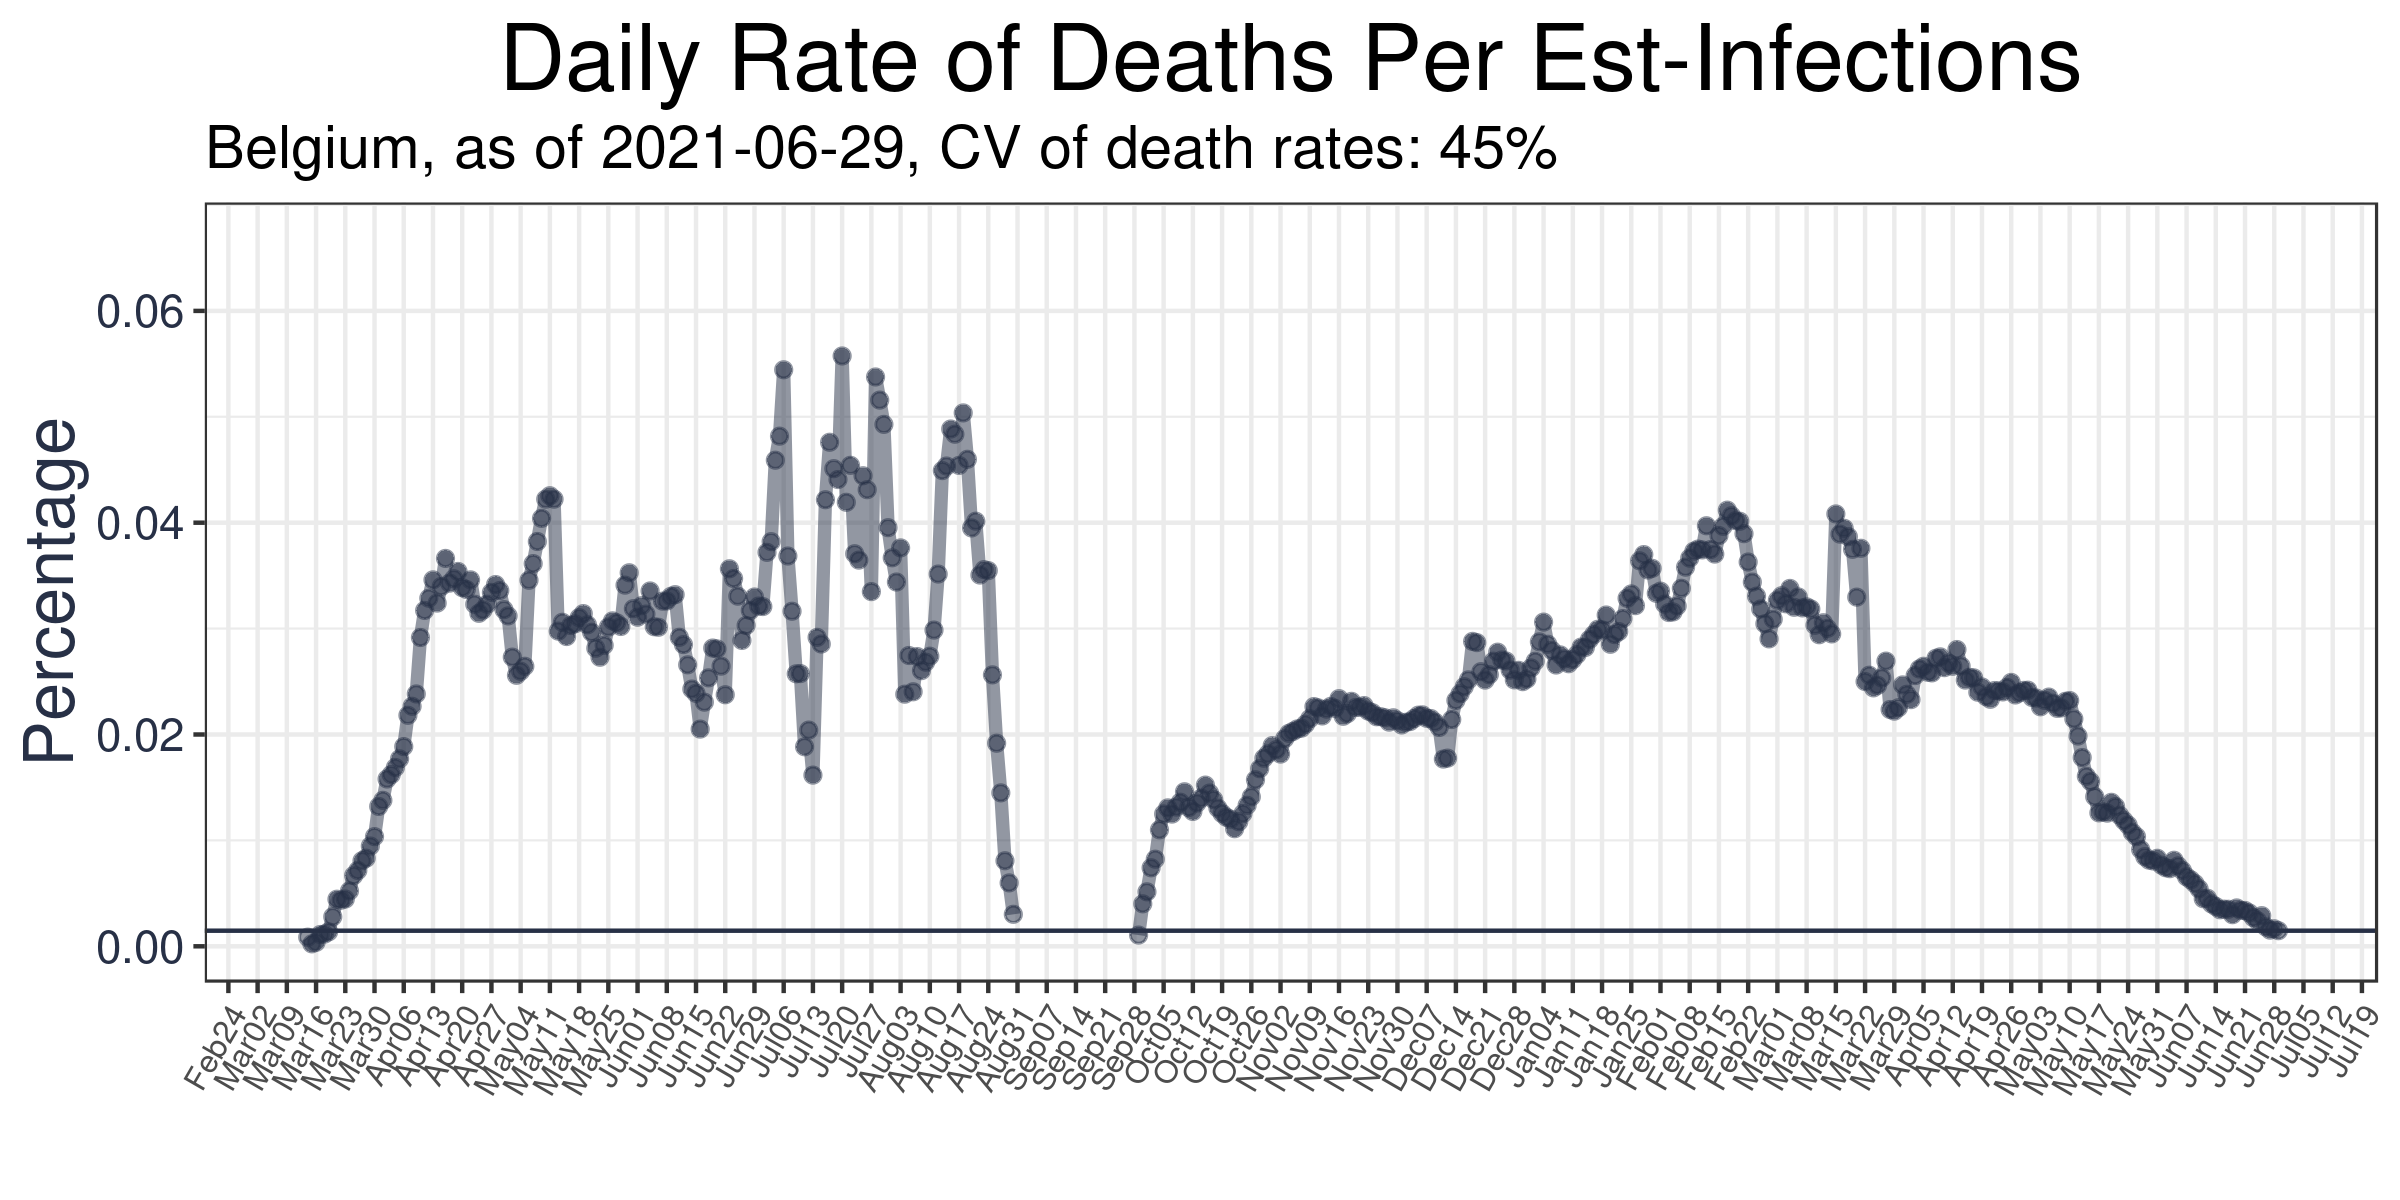 Daily Rate of Deaths Per Est-Infections
Belgium, as of 2021-06-29, CV of death rates: 45%
Percentage
0.06
0.04
0.02
0.00
Feb24
Mar02
Mar09
Mar16
Mar23
Mar30
Apr06
Apr13
Apr20
Apr27
May04
May11
May18
May25
Jun01
Jun08
Jun15
Jun22
Jun29
Jul06
Jul13
Jul20
Jul27
Aug03
Aug10
Aug17
Aug24
Aug31
Sep07
Sep14
Sep21
Sep28
Oct05
Oct12
Oct19
Oct26
Nov02
Nov09
Nov16
Nov23
Nov30
Dec07
Dec14
Dec21
Dec28
Jan04
Jan11
Jan18
Jan25
Feb01
Feb08
Feb15
Feb22
Mar01
Mar08
Mar15
Mar22
Mar29
Apr05
Apr12
Apr19
Apr26
May03
May10
May17
May24
May31
Jun07
Jun14
Jun21
Jun28
Jul05
Jul12
Jul19